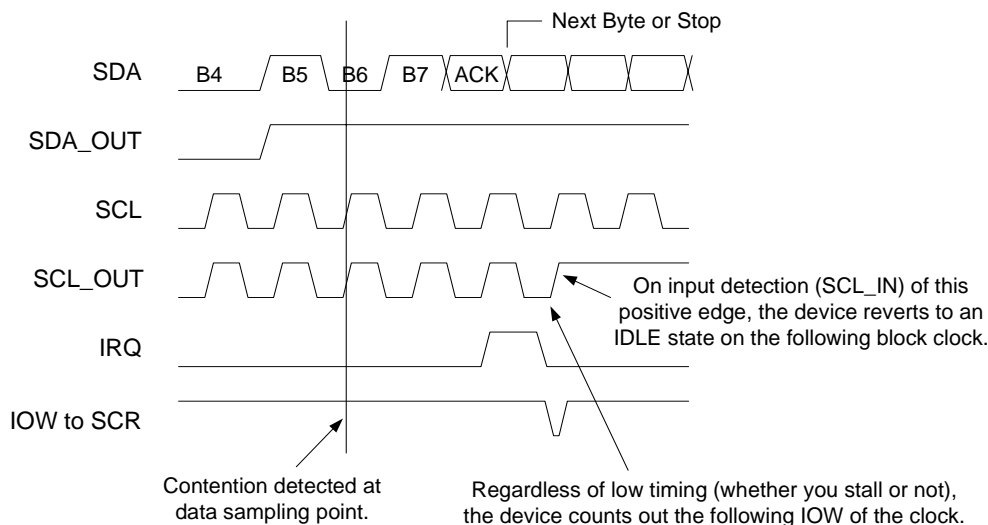 Next Byte or Stop
SDA B4 B5 B6 B7 ACK
SDA_OUT
SCL
SCL_OUT
On input detection (SCL_IN) of this
positive edge, the device reverts to an
IDLE state on the following block clock.
IRQ
IOW to SCR
Contention detected at
data sampling point.
Regardless of low timing (whether you stall or not),
the device counts out the following IOW of the clock.